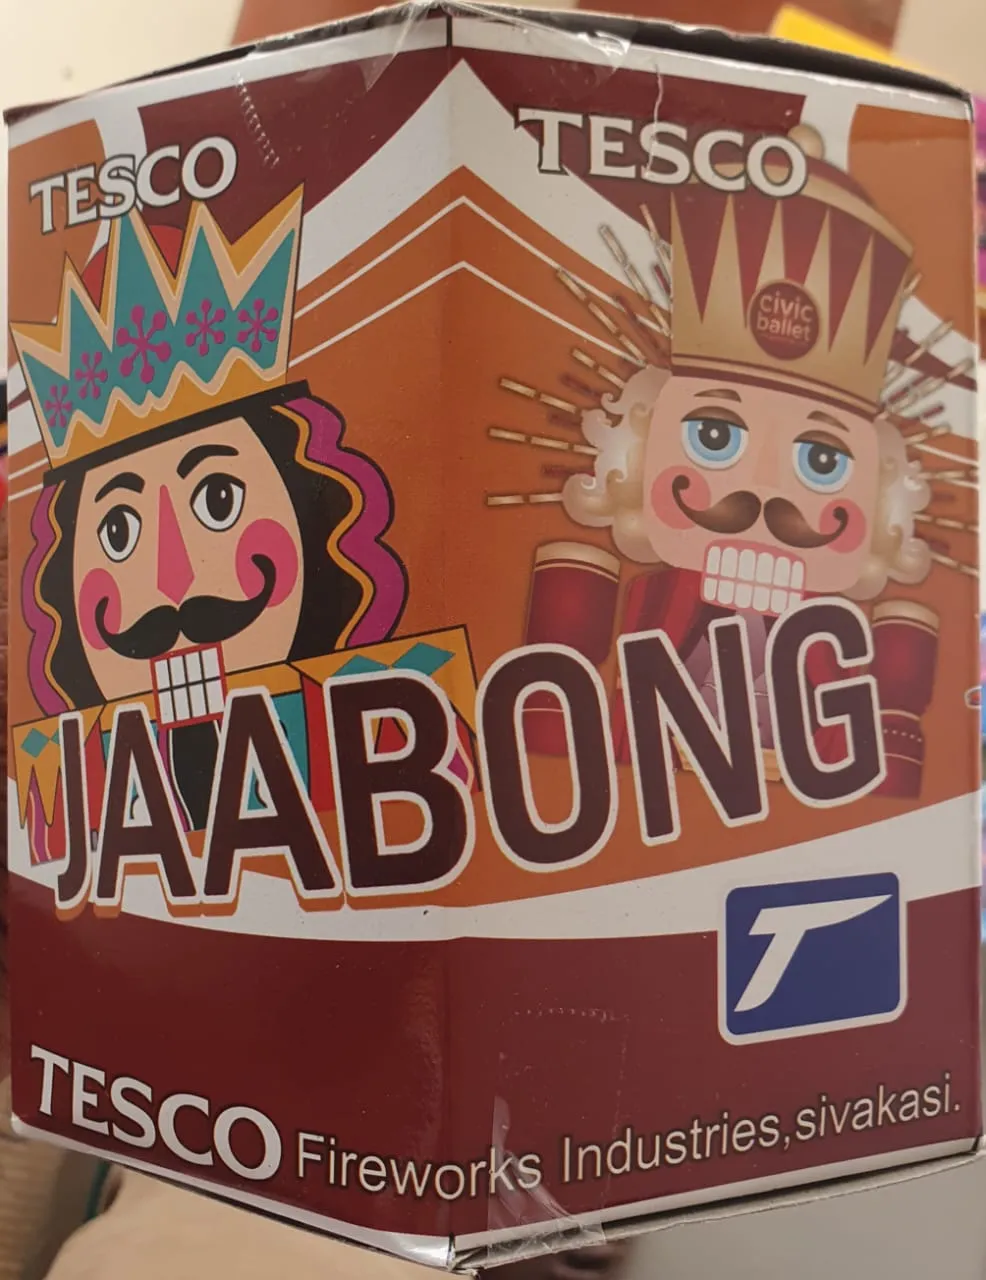 TESCO
TESCO
civic
ballet
JAABONG
T
TESCO Fireworks Industries,sivakasi.